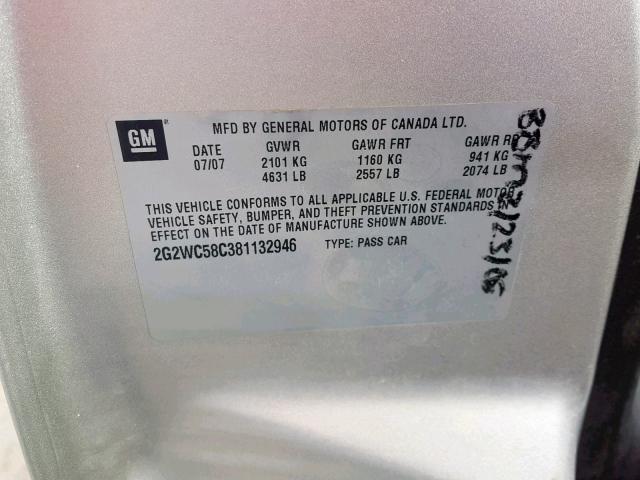 GM
MFD BY GENERAL MOTORS OF CANADA LTD.
DATE GVWR GAWR FRT GAWR RR
07/07 2101 KG 1160 KG 941 KG
4631 LB 2557 LB 2074 LB
THIS VEHICLE CONFORMS TO ALL APPLICABLE U.S. FEDERAL MOTOR
VEHICLE SAFETY, BUMPER, AND THEFT PREVENTION STANDARDS IN
EFFECT ON THE DATE OF MANUFACTURE SHOWN ABOVE.
2G2WC58C381132946 TYPE: PASS CAR